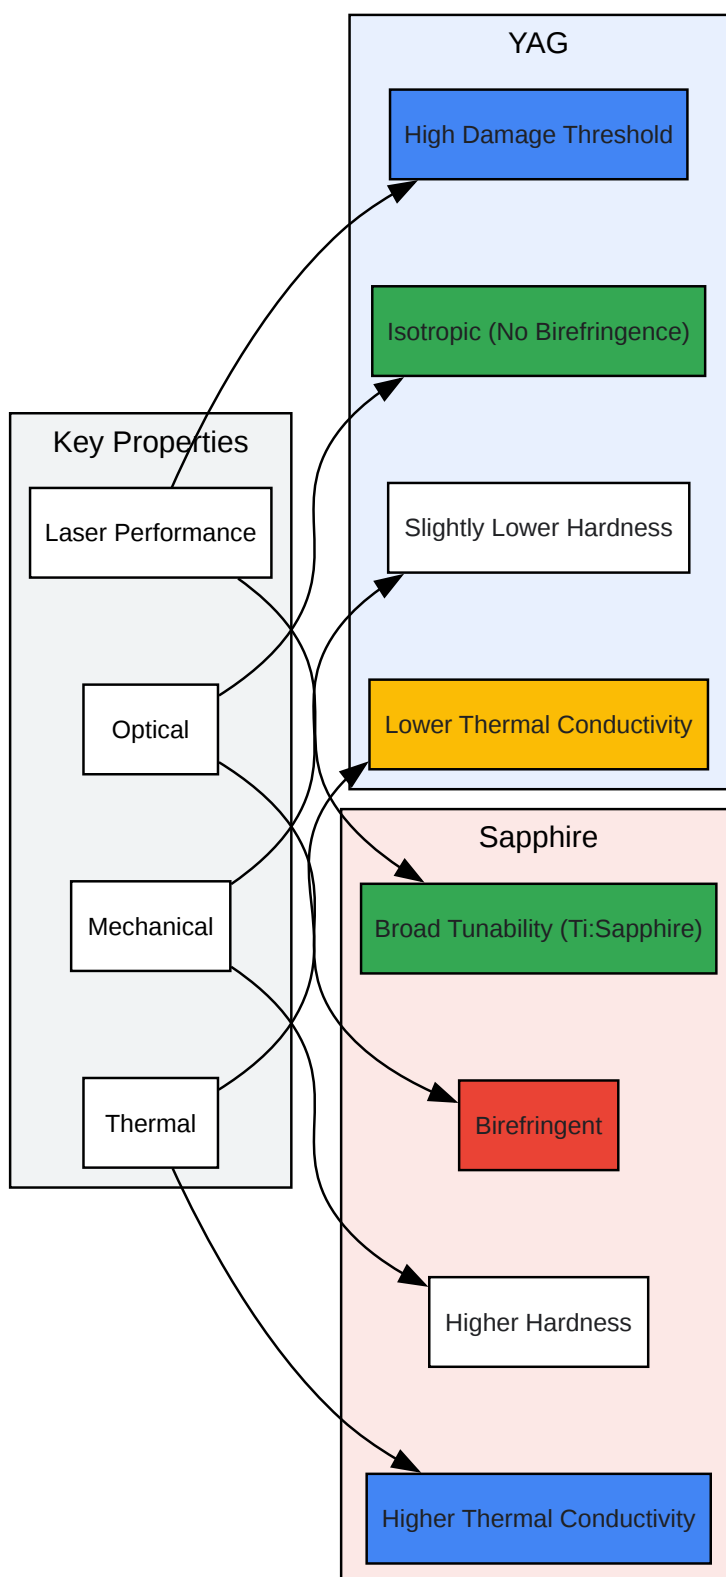 YAG
High Damage Threshold
Isotropic (No Birefringence)
Key Properties
Slightly Lower Hardness
Laser Performance
Optical
Lower Thermal Conductivity
Sapphire
Mechanical
Broad Tunability (Ti:Sapphire)
Thermal
Birefringent
Higher Hardness
Higher Thermal Conductivity